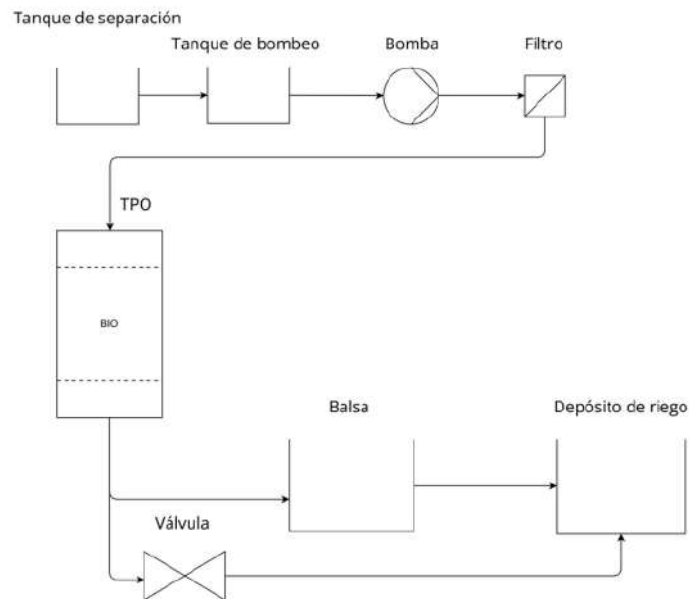 Tanque de separación
Tanque de bombeo
Bomba
Filtro
TPO
BIO
Balsa
Depósito de riego
Válvula